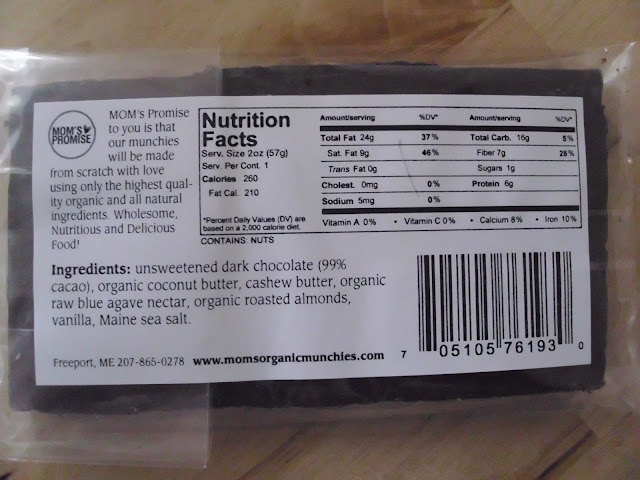 MOM'S
PROMISE
MOM's Promise
to you is that
our munchies
will be made
from scratch with love
using only the highest qual-
ity organic and all natural
ingredients. Wholesome,
Nutritious and Delicious
Food!
Nutrition
Facts
Serv. Size 2oz (57g)
Serv. Per Cont. 1
Calories 260
Fat Cal. 210
*Percent Daily Values (DV) are
based on a 2,000 calorie diet.
Amount/serving %DV* Amount/serving %DV*
Total Fat 24g 37% Total Carb. 16g 5%
Sat. Fat 9g 46% Fiber 7g 28%
Trans Fat 0g Sugars 1g
Cholest. 0mg 0% Protein 6g
Sodium 5mg 0%
Vitamin A 0% • Vitamin C 0% • Calcium 8% • Iron 10%
CONTAINS: NUTS
Ingredients: unsweetened dark chocolate (99%
cacao), organic coconut butter, cashew butter, organic
raw blue agave nectar, organic roasted almonds,
vanilla, Maine sea salt.
Freeport, ME 207-865-0278 www.momsorganicmunchies.com
7 05105 76193 0